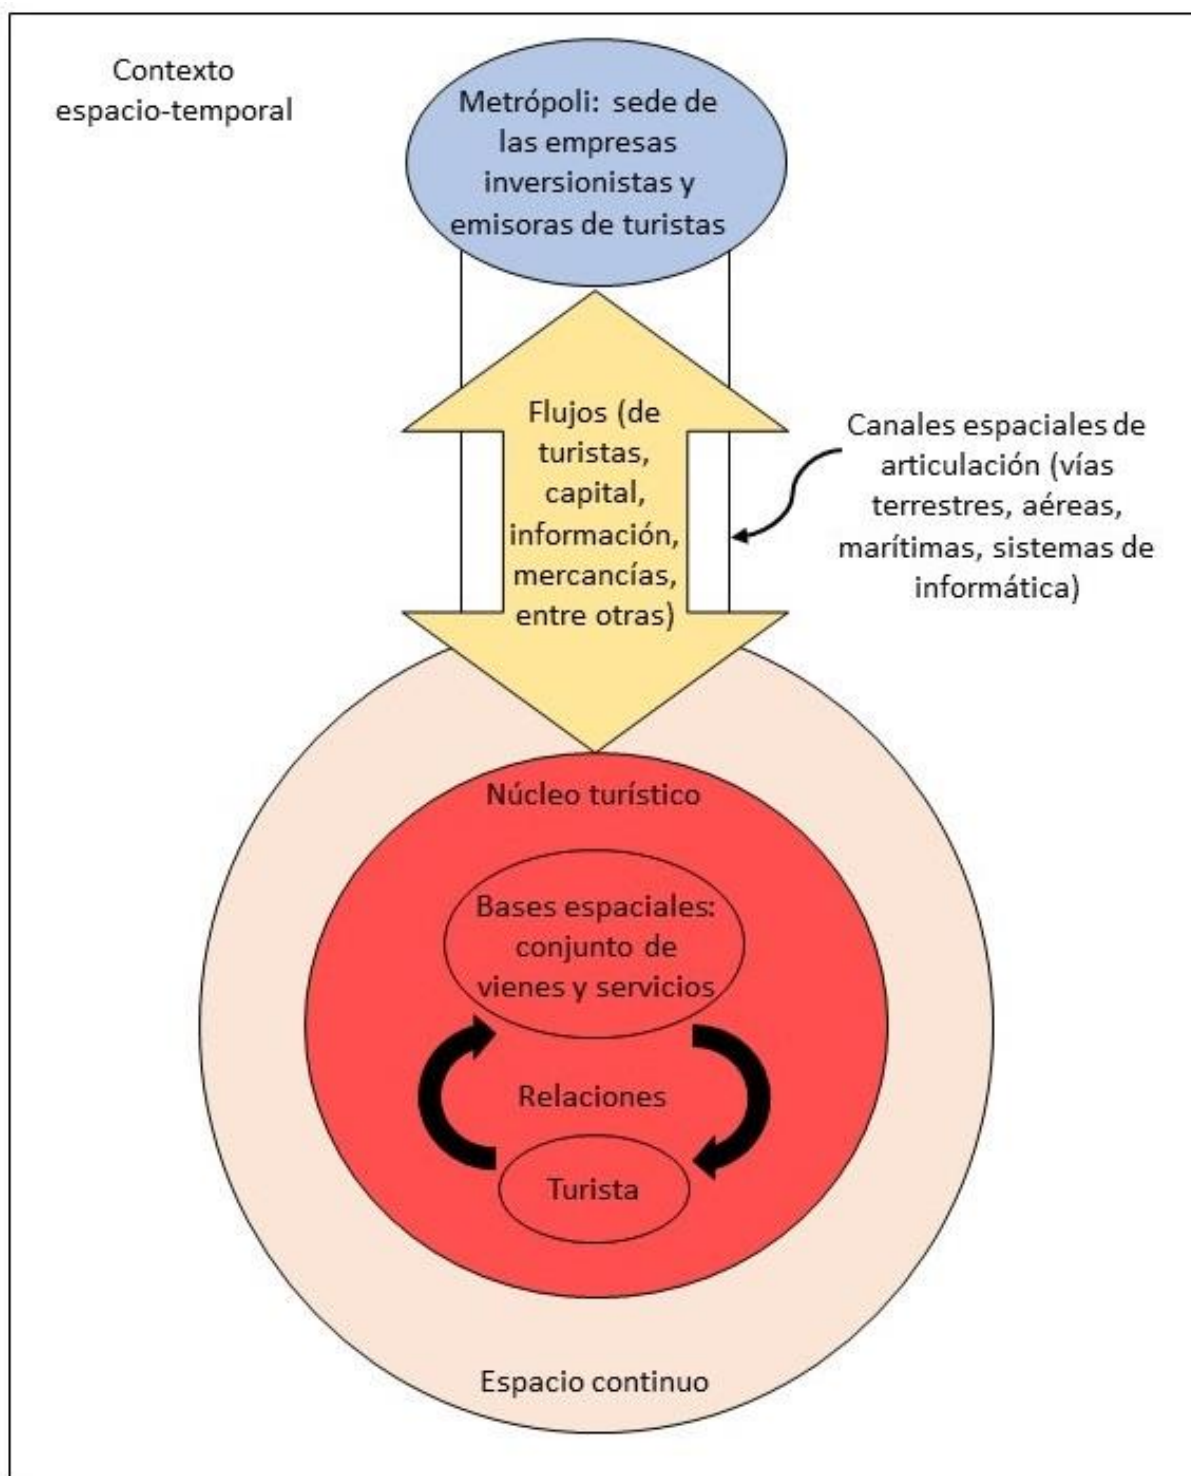 Contexto
espacio-temporal
Metrópoli: sede de
las empresas
inversionistas y
emisoras de turistas
Flujos (de
turistas,
capital,
información,
mercancías,
entre otras)
Canales espaciales de
articulación (vías
terrestres, aéreas,
marítimas, sistemas de
informática)
Núcleo turístico
Bases espaciales:
conjunto de
vienes y servicios
Relaciones
Turista
Espacio continuo